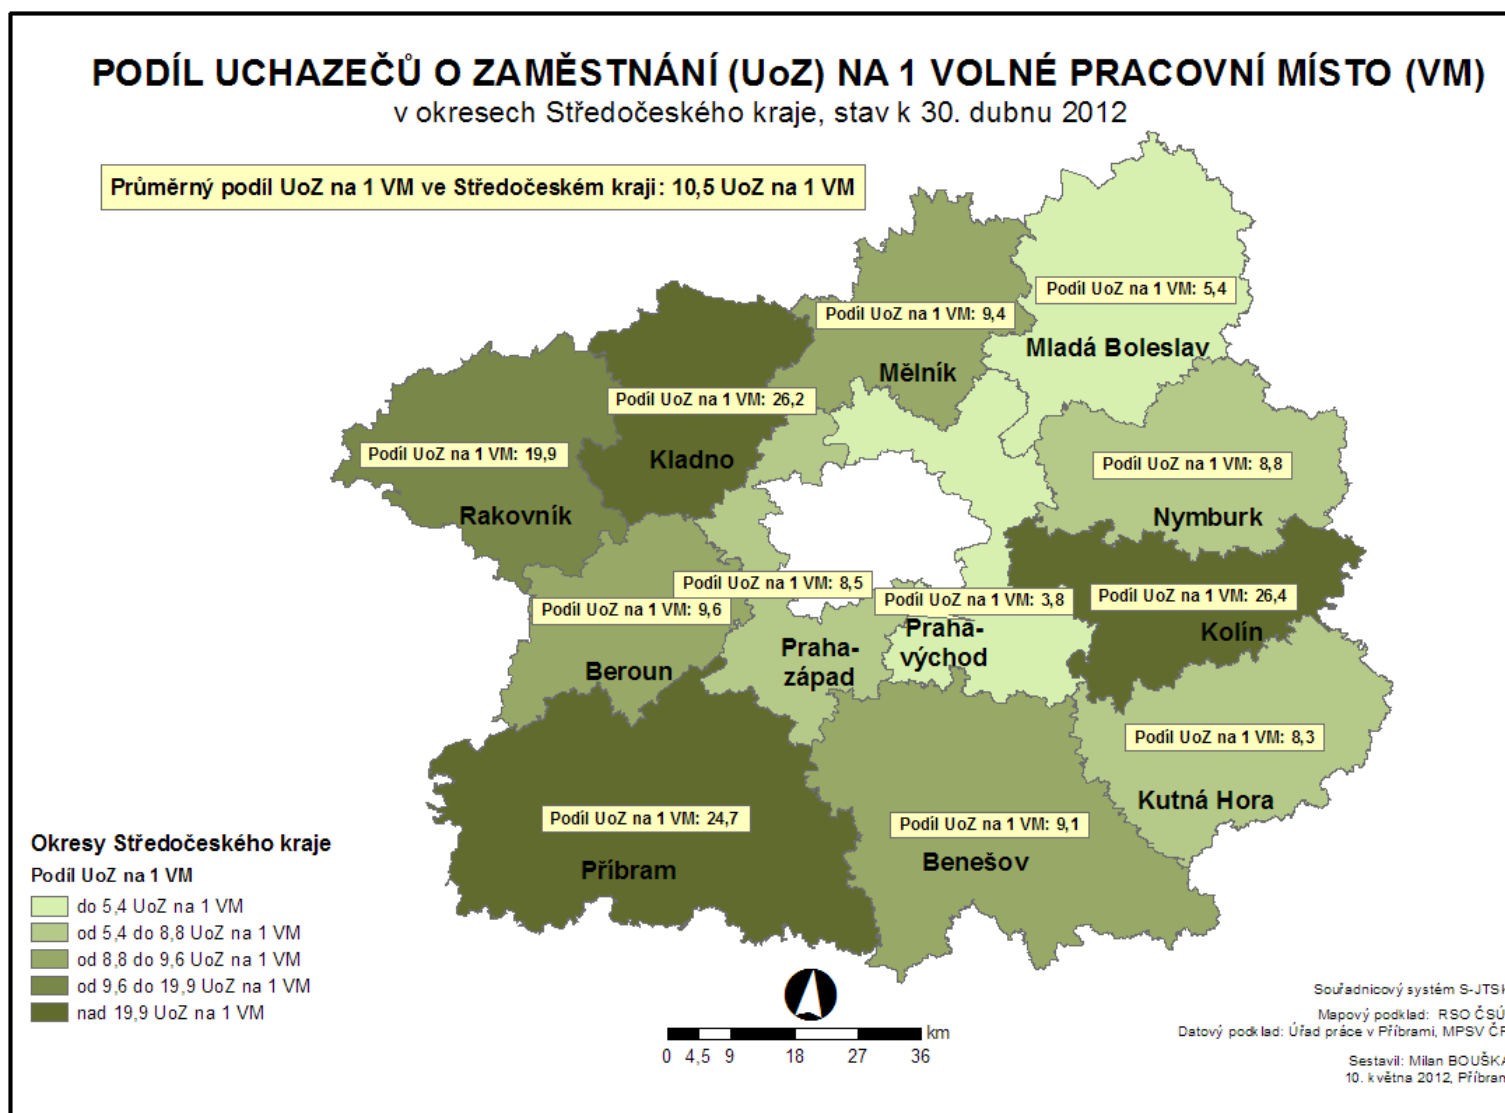 PODÍL UCHAZEČŮ O ZAMĚSTNÁNÍ (UoZ) NA 1 VOLNÉ PRACOVNÍ MÍSTO (VM)
v okresech Středočeského kraje, stav k 30. dubnu 2012
Průměrný podíl UoZ na 1 VM ve Středočeském kraji: 10,5 UoZ na 1 VM
Podíl UoZ na 1 VM: 5,4
Mladá Boleslav
Podíl UoZ na 1 VM: 9,4
Mělník
Podíl UoZ na 1 VM: 26,2
Kladno
Podíl UoZ na 1 VM: 19,9
Rakovník
Podíl UoZ na 1 VM: 8,8
Nymburk
Podíl UoZ na 1 VM: 8,5
Praha-
západ
Podíl UoZ na 1 VM: 9,6
Beroun
Podíl UoZ na 1 VM: 3,8
Praha-
východ
Podíl UoZ na 1 VM: 26,4
Kolín
Podíl UoZ na 1 VM: 8,3
Kutná Hora
Podíl UoZ na 1 VM: 24,7
Příbram
Podíl UoZ na 1 VM: 9,1
Benešov
Okresy Středočeského kraje
Podíl UoZ na 1 VM
do 5,4 UoZ na 1 VM
od 5,4 do 8,8 UoZ na 1 VM
od 8,8 do 9,6 UoZ na 1 VM
od 9,6 do 19,9 UoZ na 1 VM
nad 19,9 UoZ na 1 VM
km
0 4,5 9 18 27 36
Souřadnicový systém S-JTSK
Mapový podklad: RSO ČSÚ
Datový podklad: Úřad práce v Příbrami, MPSV ČR
Sestavil: Milan BOUŠKA
10. května 2012, Příbram